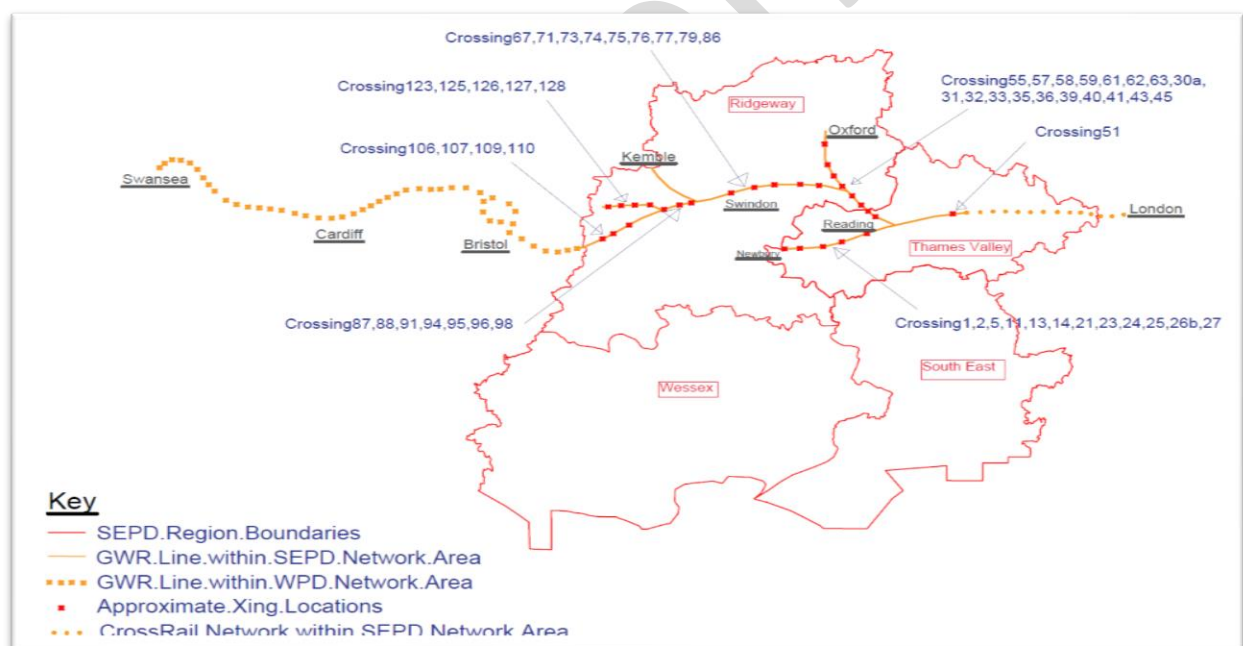 Crossing67,71,73,74,75,76,77,79,86
Crossing123,125,126,127,128
Crossing55,57,58,59,61,62,63,30a,
31,32,33,35,36,39,40,41,43,45
Ridgeway
Oxford
Crossing51
Crossing106,107,109,110
Kemble
Swansea
Swindon
London
Cardiff
Bristol
Reading
Newbury
Thames Valley
Crossing87,88,91,94,95,96,98
Crossing1,2,5,11,13,14,21,23,24,25,26b,27
South East
Wessex
Key
SEPD.Region.Boundaries
GWR.Line.within.SEPD.Network.Area
GWR.Line.within.WPD.Network.Area
Approximate.Xing.Locations
CrossRail.Network.within.SEPD.Network.Area